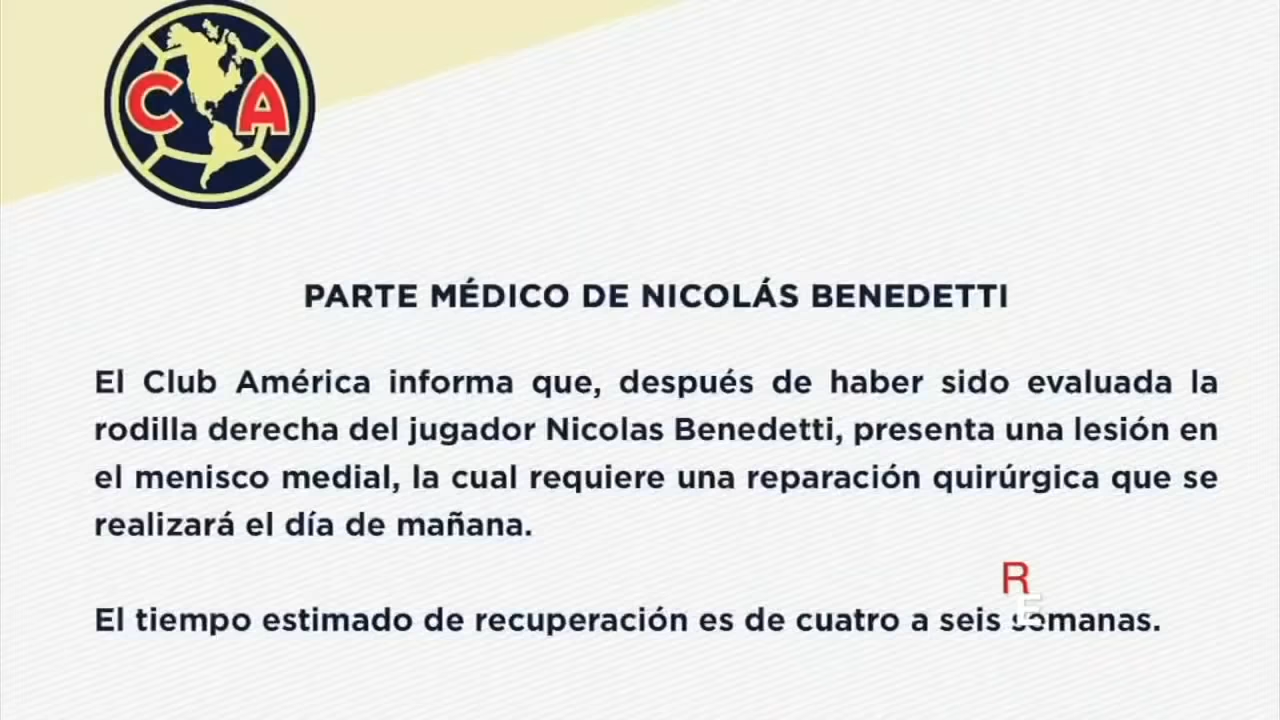 CA
PARTE MÉDICO DE NICOLÁS BENEDETTI
El Club América informa que, después de haber sido evaluada la
rodilla derecha del jugador Nicolas Benedetti, presenta una lesión en
el menisco medial, la cual requiere una reparación quirúrgica que se
realizará el día de mañana.
R
E
El tiempo estimado de recuperación es de cuatro a seis semanas.